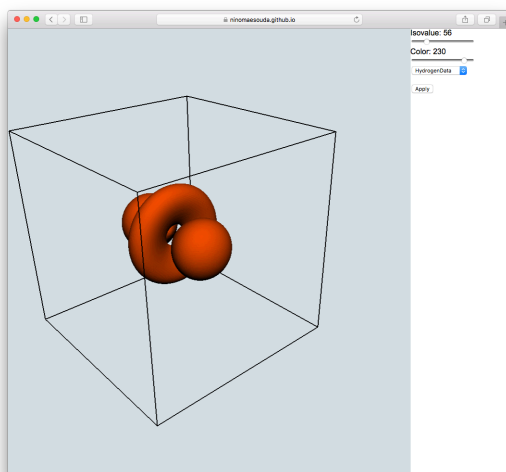 ninomaesouda.github.io
Isovalue: 56
Color: 230
HydrogenData
Apply